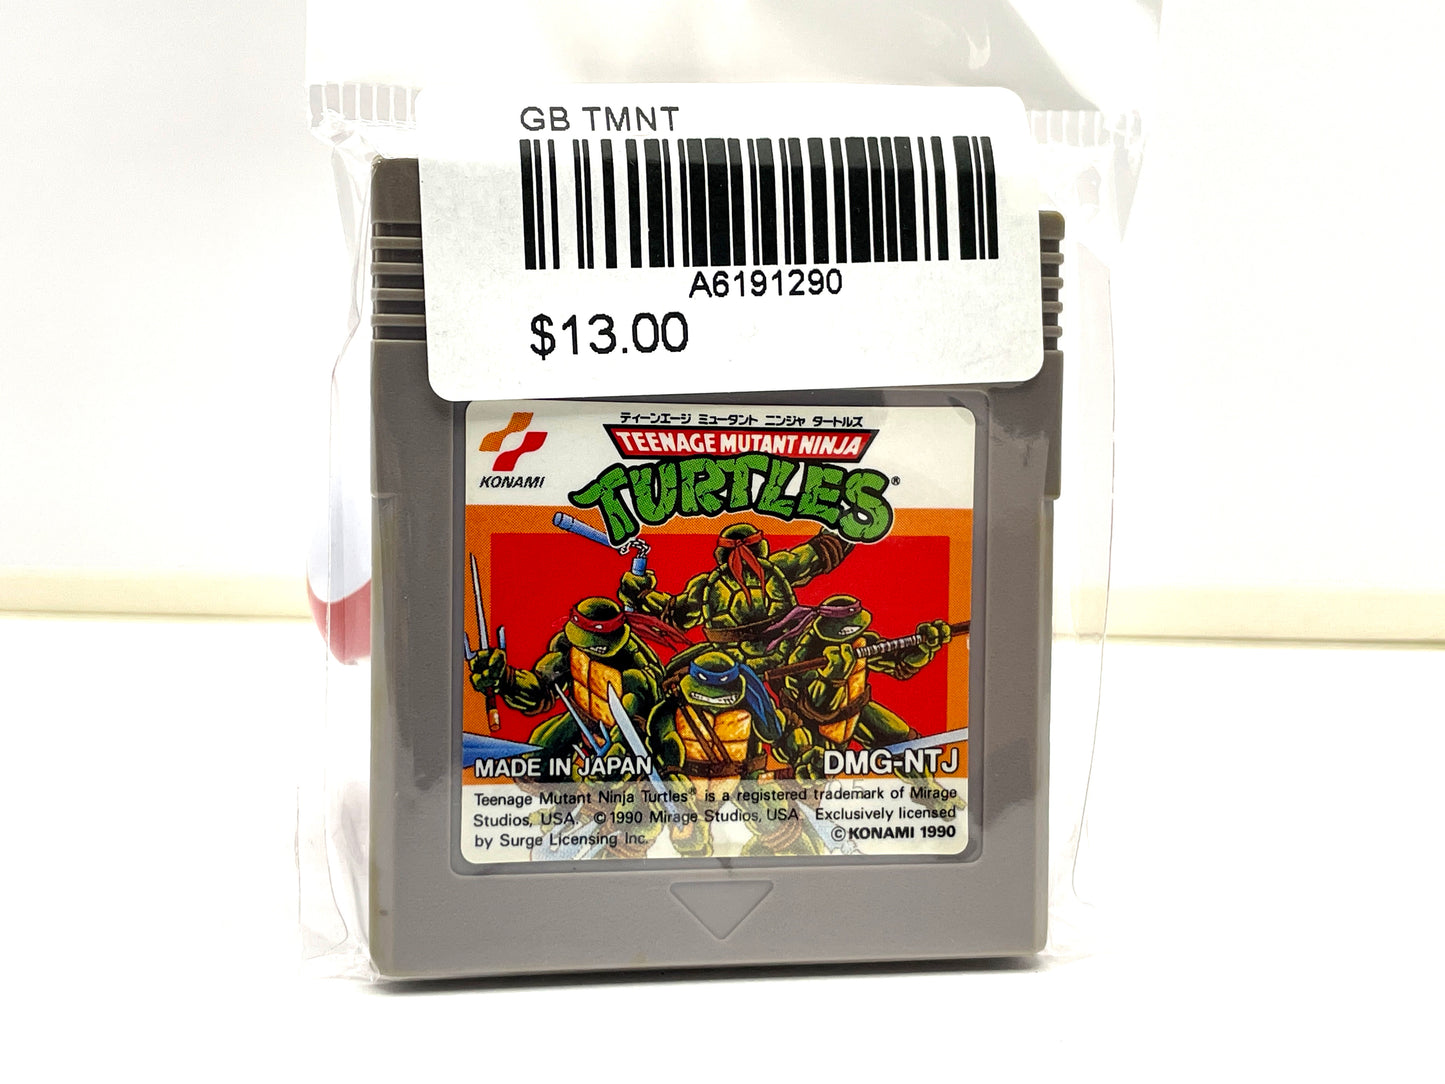 GB TMNT
A6191290
$13.00
ティーンエージ ミュータント ニンジャ タートルズ
TEENAGE MUTANT NINJA
TURTLES®
KONAMI
MADE IN JAPAN
DMG-NTJ
Teenage Mutant Ninja Turtles® is a registered trademark of Mirage
Studios, USA. ©1990 Mirage Studios, USA. Exclusively licensed
by Surge Licensing Inc.
©KONAMI 1990